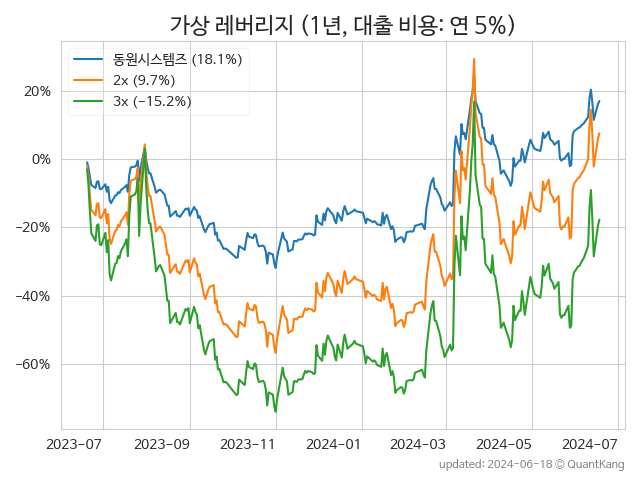 가상 레버리지 (1년, 대출 비용: 연 5%)
동원시스템즈 (18.1%)
2x (9.7%)
3x (−15.2%)
20%
0%
−20%
−40%
−60%
2023-07 2023-09 2023-11 2024-01 2024-03 2024-05 2024-07
updated: 2024-06-18 © QuantKang